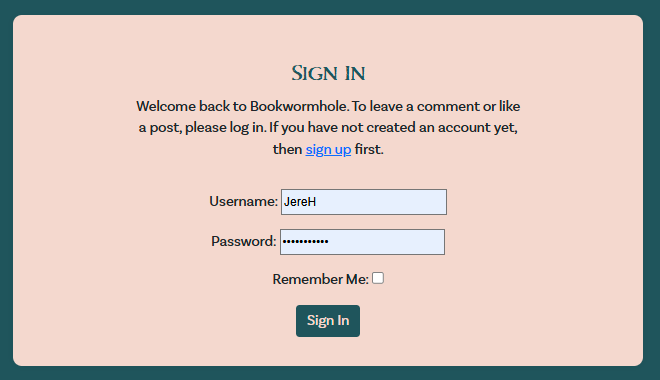 Sign In
Welcome back to Bookwormhole. To leave a comment or like
a post, please log in. If you have not created an account yet,
then sign up first.
Username: JereH
Password: •••••••••••
Remember Me:
Sign In